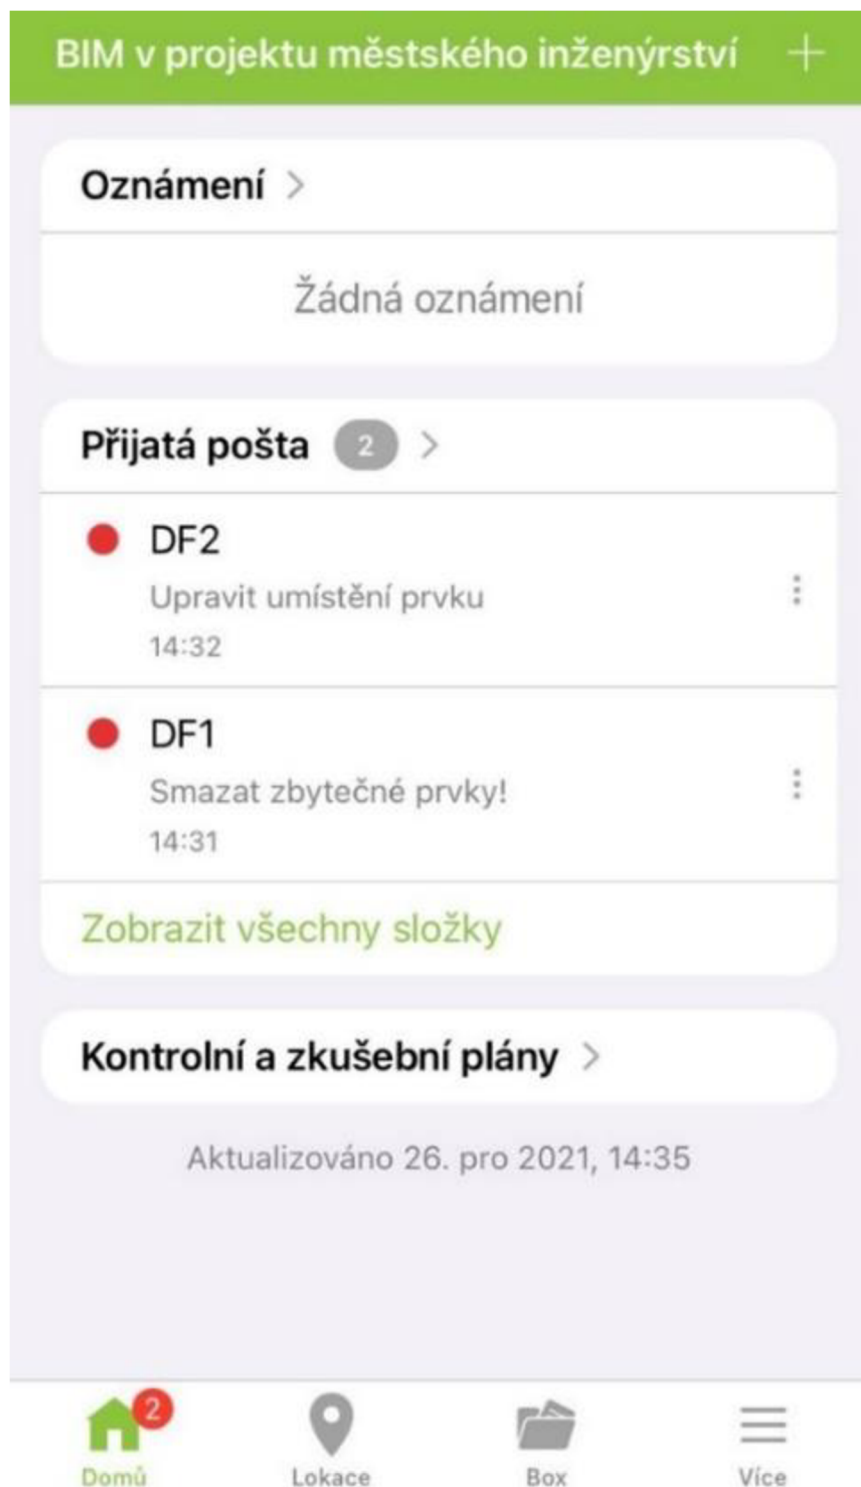 BIM v projektu městského inženýrství +
Oznámení >
Žádná oznámení
Přijatá pošta 2 >
DF2
Upravit umístění prvku
14:32
DF1
Smazat zbytečné prvky!
14:31
Zobrazit všechny složky
Kontrolní a zkušební plány >
Aktualizováno 26. pro 2021, 14:35
2
Domů Lokace Box Více